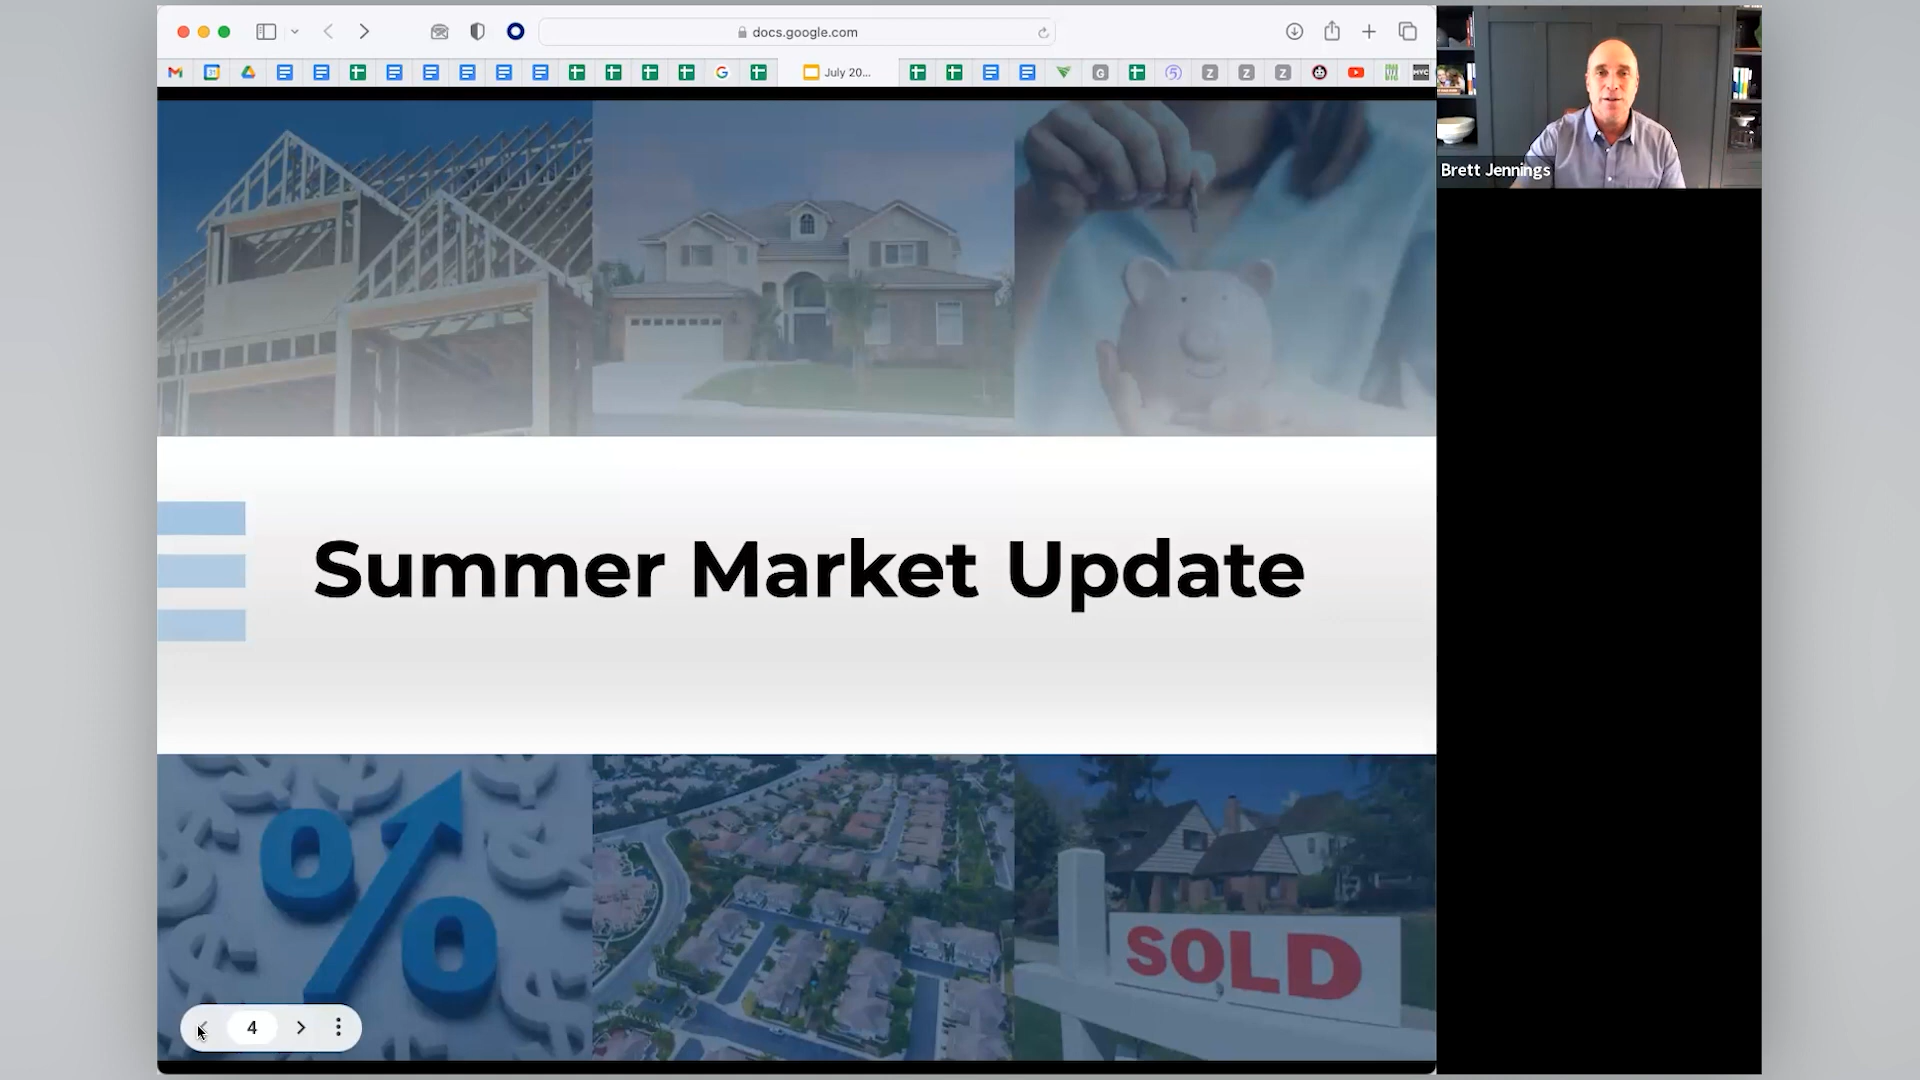 docs.google.com
July 20...
Brett Jennings
Summer Market Update
SOLD
4